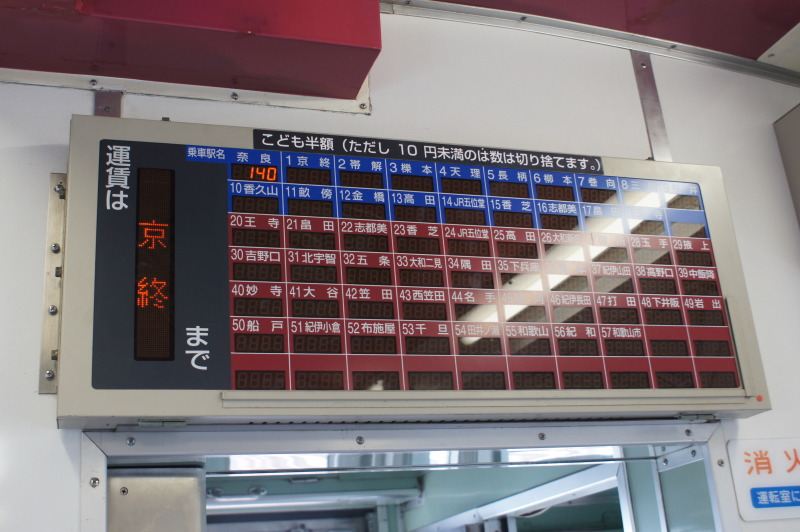 こども半額（ただし 10 円未満のは数は切り捨てます。）
運賃は
京終
まで
乗車駅名 奈良 1 京終 2 帯解 3 櫟本 4 天理 5 長柄 6 柳本 7 巻向 8 三
140
10 香久山 11 畝傍 12 金橋 13 高田 14 JR五位堂 15 香芝 16 志都美 17 畠田
20 王寺 21 畠田 22 志都美 23 香芝 24 JR五位堂 25 高田 28 玉手 29 掖上
30 吉野口 31 北宇智 32 五条 33 大和二見 34 隅田 35 下兵庫 37 紀伊山田 38 高野口 39 中飯降
40 妙寺 41 大谷 42 笠田 43 西笠田 44 名手 46 紀伊長田 47 打田 48 下井阪 49 岩出
50 船戸 51 紀伊小倉 52 布施屋 53 千旦 54 田井ノ瀬 55 和歌山 56 紀和 57 和歌山市
消火
運転室に